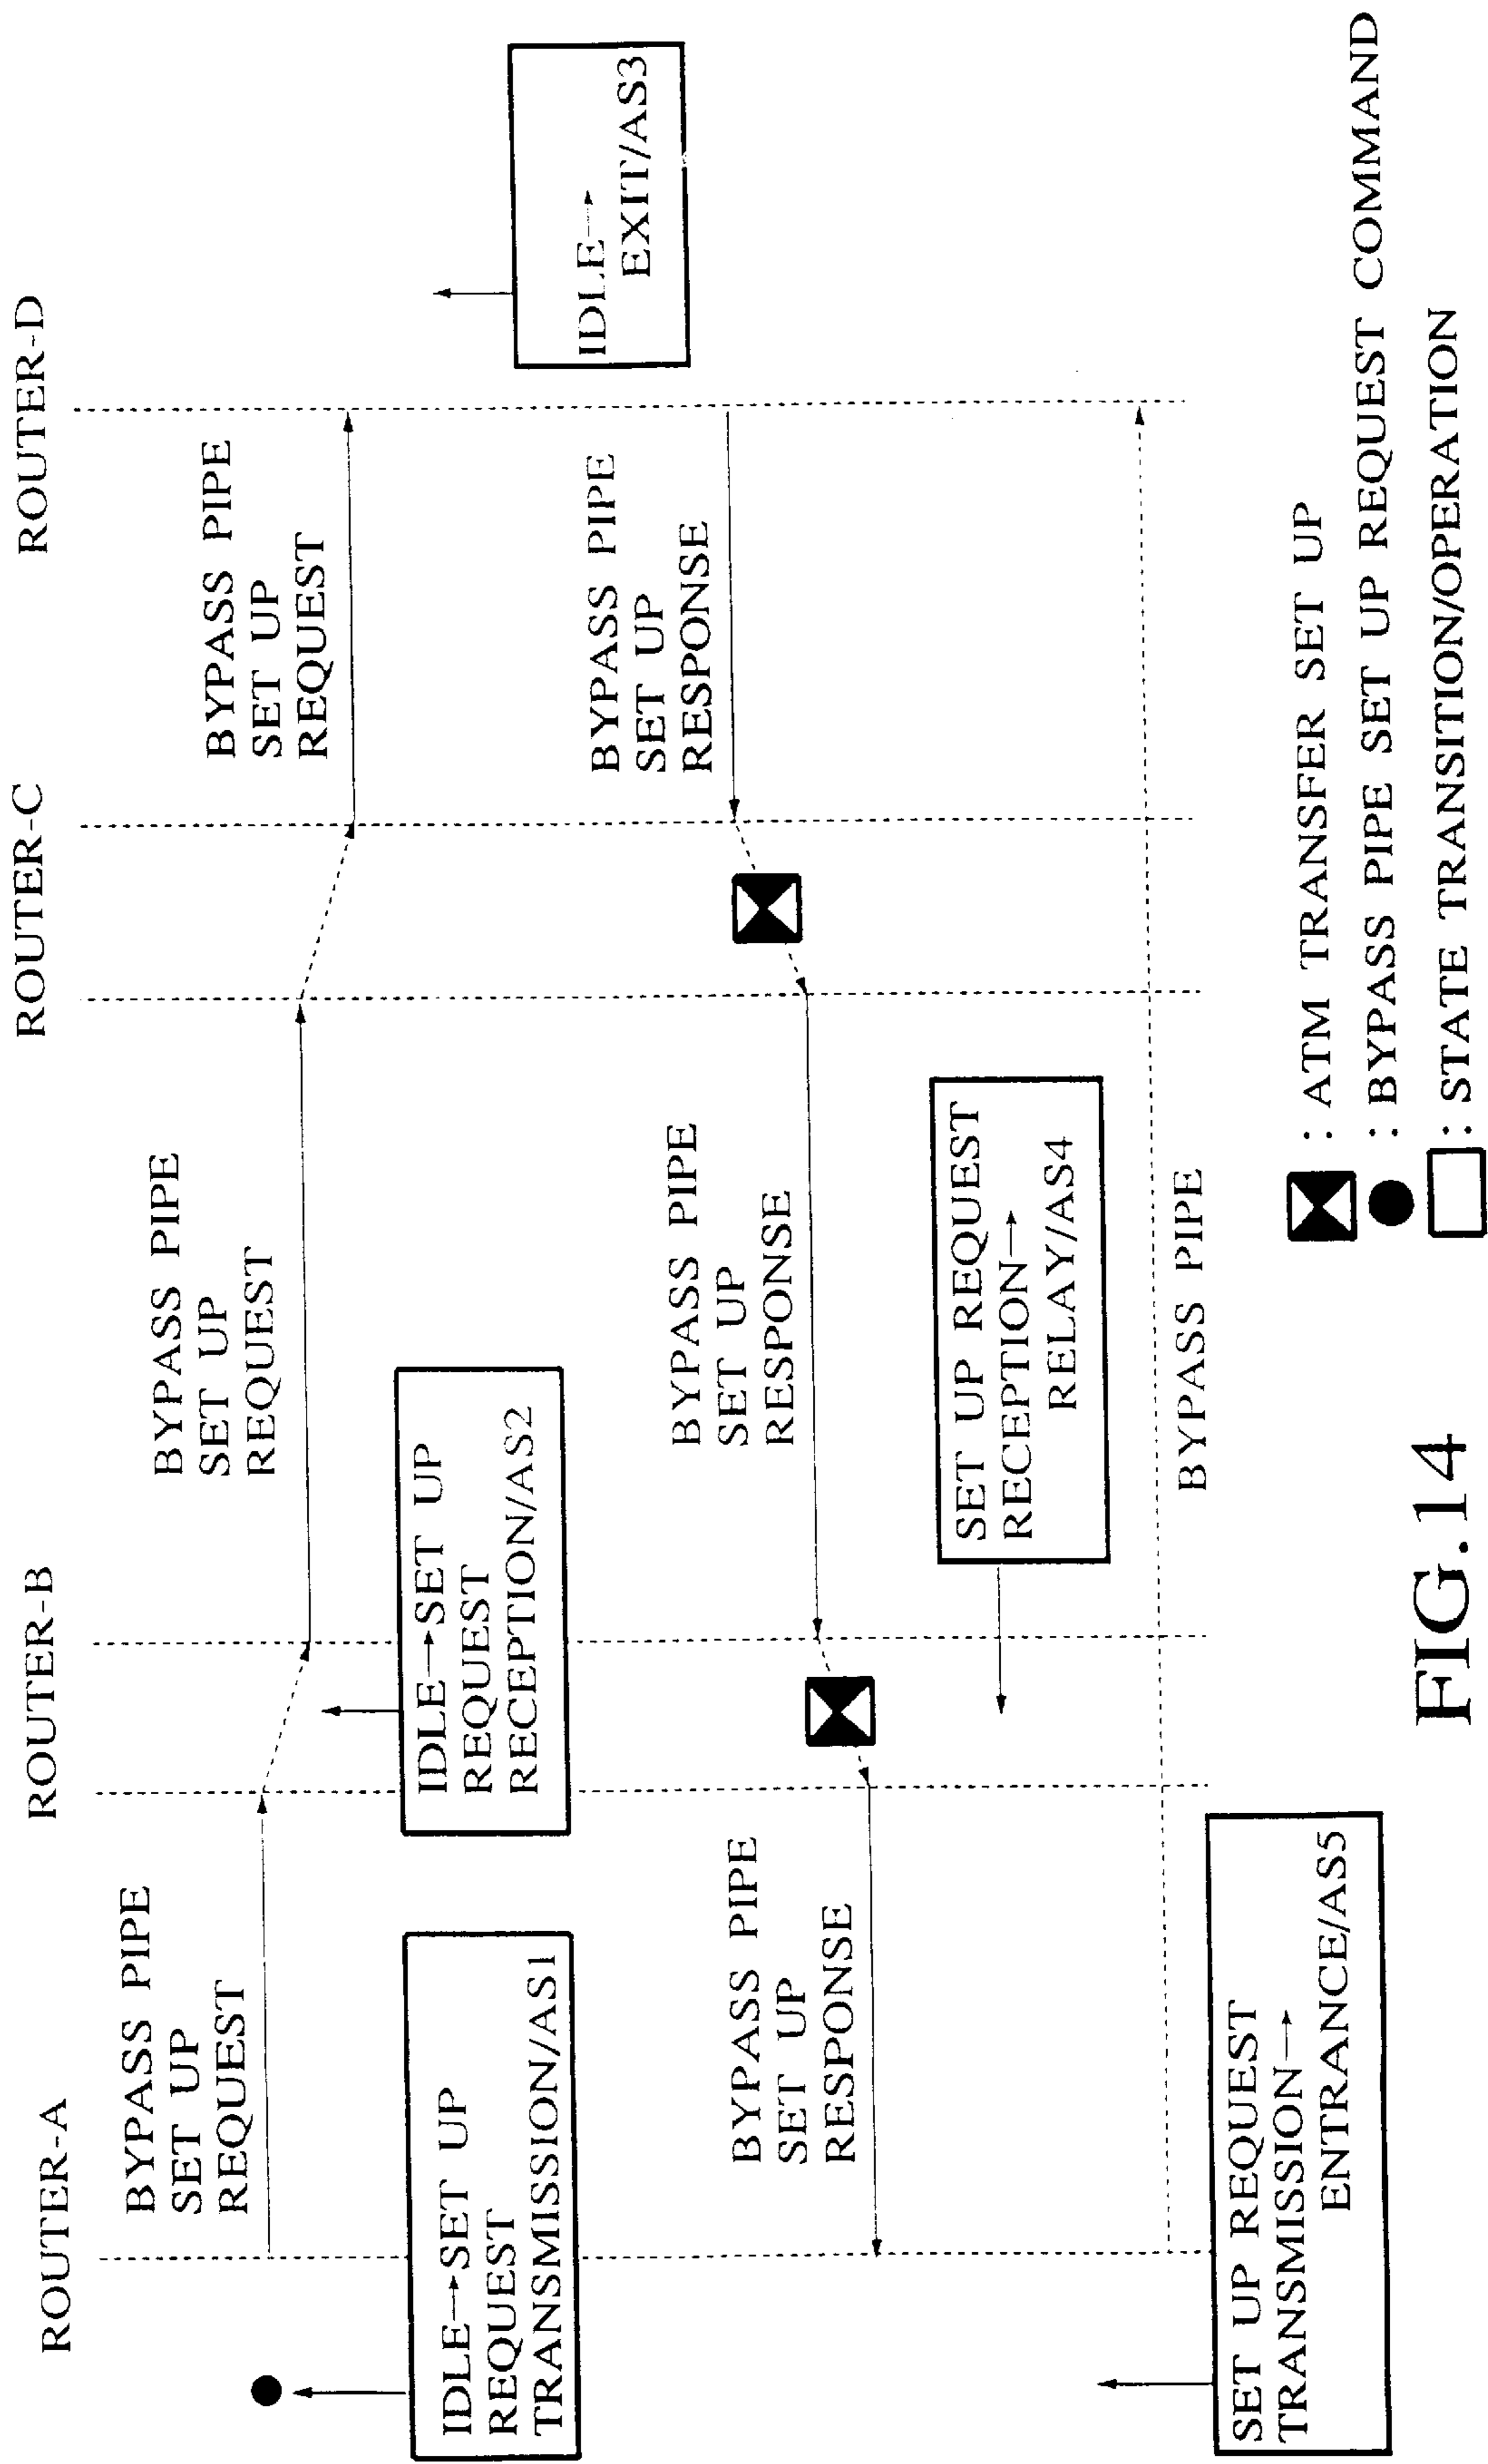 ROUTER-A
ROUTER-B
ROUTER-C
ROUTER-D
BYPASS PIPE
SET UP
REQUEST
BYPASS PIPE
SET UP
REQUEST
BYPASS PIPE
SET UP
REQUEST
IDLE→SET UP
REQUEST
TRANSMISSION/AS1
IDLE→SET UP
REQUEST
RECEPTION/AS2
IDLE→
EXIT/AS3
BYPASS PIPE
SET UP
RESPONSE
BYPASS PIPE
SET UP
RESPONSE
BYPASS PIPE
SET UP
RESPONSE
SET UP REQUEST
RECEPTION→
RELAY/AS4
BYPASS PIPE
SET UP REQUEST
TRANSMISSION→
ENTRANCE/AS5
: ATM TRANSFER SET UP
: BYPASS PIPE SET UP REQUEST COMMAND
: STATE TRANSITION/OPERATION
FIG.14